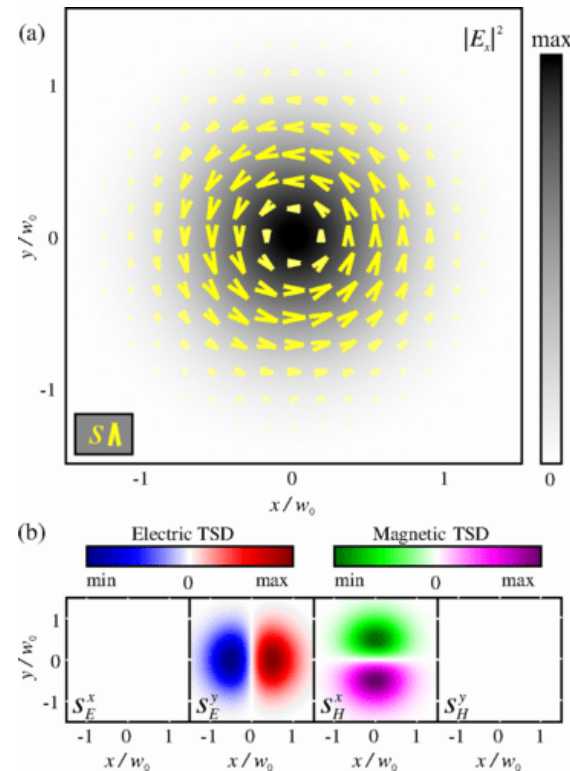 (a)
|E_x|^2
max
1
0
-1
y/w_0
S
0
-1 0 1
x/w_0
(b)
Electric TSD
Magnetic TSD
min 0 max
min 0 max
1
0
-1
y/w_0
S_E^x
S_E^y
S_H^x
S_H^y
-1 0 1
-1 0 1
-1 0 1
-1 0 1
x/w_0
x/w_0
x/w_0
x/w_0